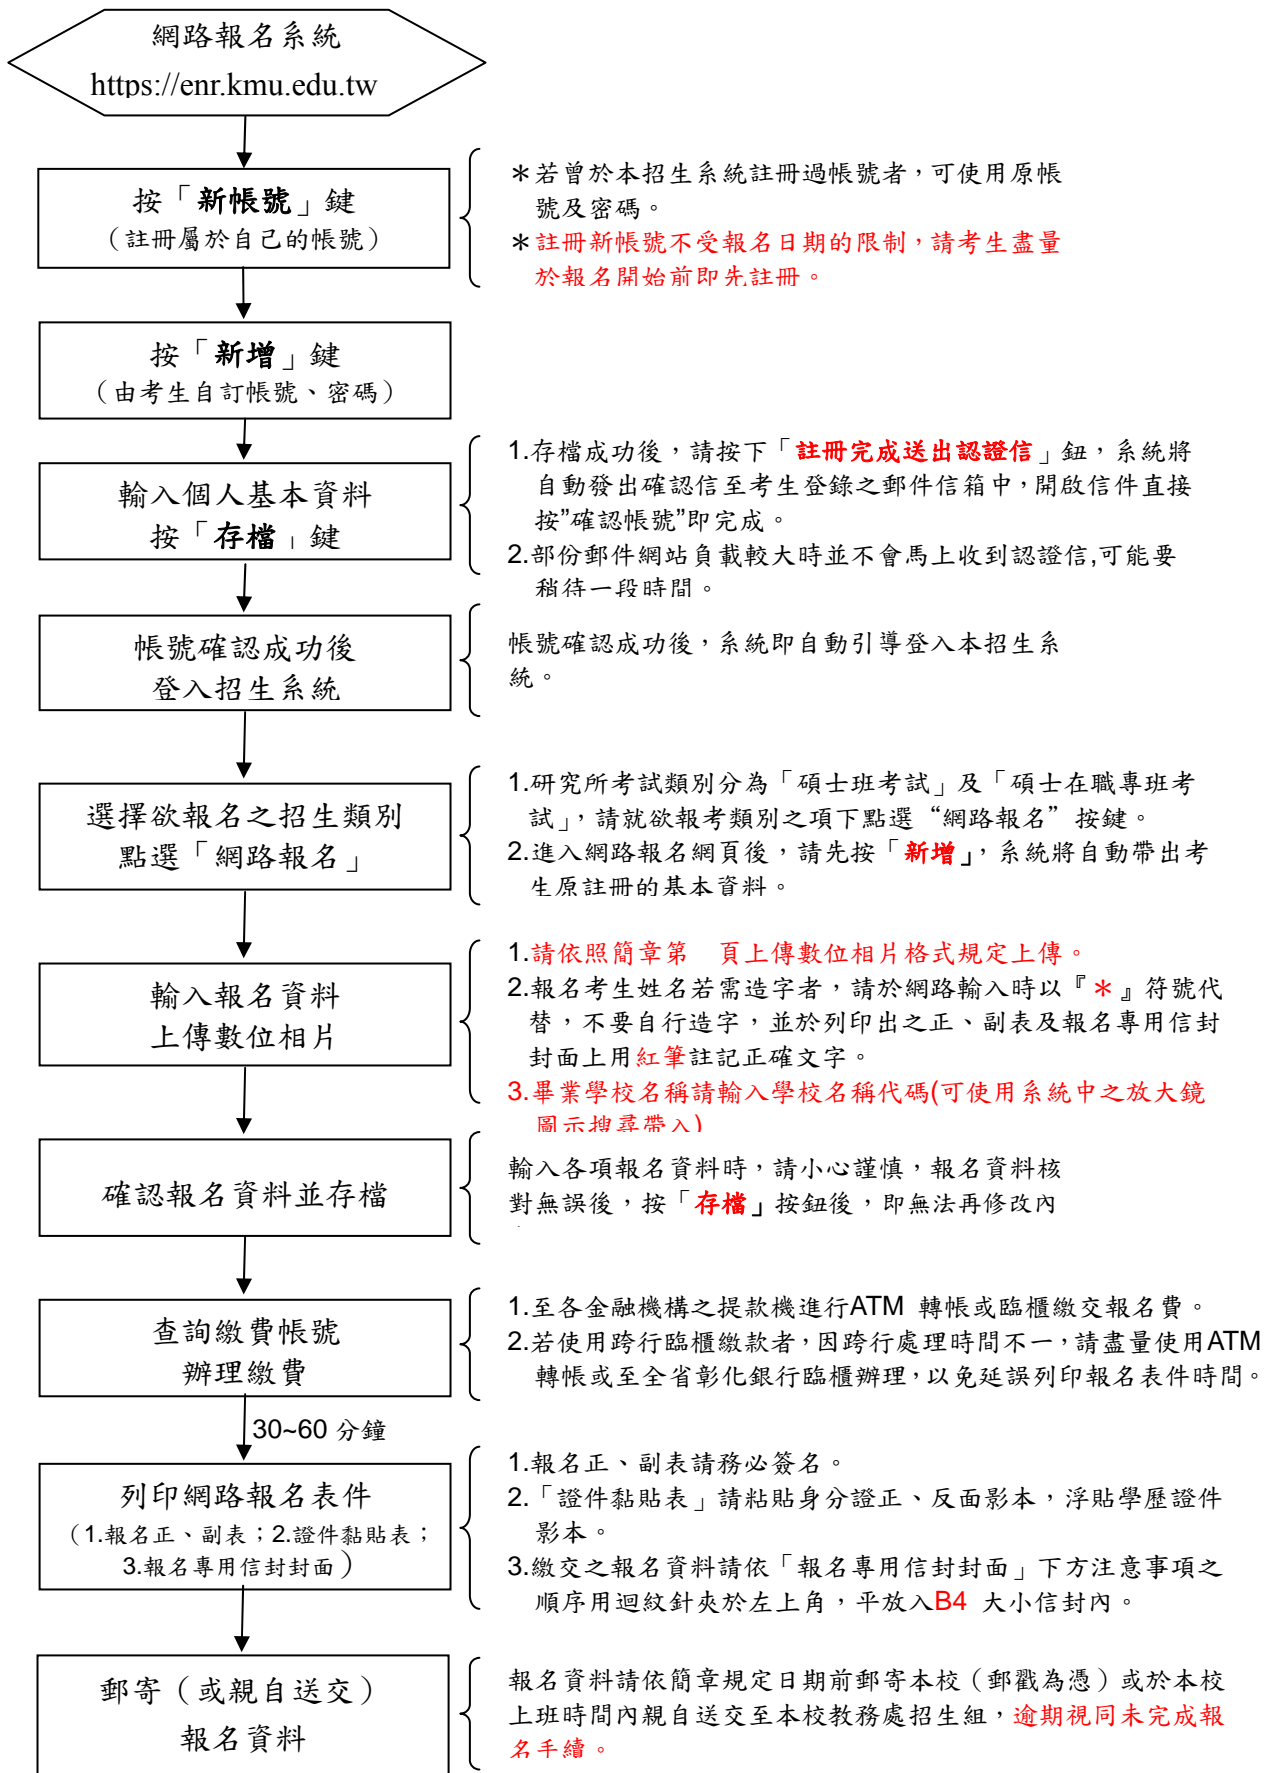 網路報名系統
https://enr.kmu.edu.tw
按「新帳號」鍵
（註冊屬於自己的帳號）
＊若曾於本招生系統註冊過帳號者，可使用原帳
號及密碼。
＊註冊新帳號不受報名日期的限制，請考生盡量
於報名開始前即先註冊。
按「新增」鍵
（由考生自訂帳號、密碼）
輸入個人基本資料
按「存檔」鍵
1.存檔成功後，請按下「註冊完成送出認證信」鈕，系統將
自動發出確認信至考生登錄之郵件信箱中，開啟信件直接
按”確認帳號”即完成。
2.部份郵件網站負載較大時並不會馬上收到認證信,可能要
稍待一段時間。
帳號確認成功後
登入招生系統
帳號確認成功後，系統即自動引導登入本招生系
統。
選擇欲報名之招生類別
點選「網路報名」
1.研究所考試類別分為「碩士班考試」及「碩士在職專班考
試」，請就欲報考類別之項下點選“網路報名”按鍵。
2.進入網路報名網頁後，請先按「新增」，系統將自動帶出考
生原註冊的基本資料。
輸入報名資料
上傳數位相片
1.請依照簡章第　頁上傳數位相片格式規定上傳。
2.報名考生姓名若需造字者，請於網路輸入時以『＊』符號代
替，不要自行造字，並於列印出之正、副表及報名專用信封
封面上用紅筆註記正確文字。
3.畢業學校名稱請輸入學校名稱代碼(可使用系統中之放大鏡
圖示搜尋帶入)
確認報名資料並存檔
輸入各項報名資料時，請小心謹慎，報名資料核
對無誤後，按「存檔」按鈕後，即無法再修改內
查詢繳費帳號
辦理繳費
1.至各金融機構之提款機進行ATM 轉帳或臨櫃繳交報名費。
2.若使用跨行臨櫃繳款者，因跨行處理時間不一，請盡量使用ATM
轉帳或至全省彰化銀行臨櫃辦理，以免延誤列印報名表件時間。
30~60 分鐘
列印網路報名表件
（1.報名正、副表；2.證件黏貼表；
3.報名專用信封封面）
1.報名正、副表請務必簽名。
2.「證件黏貼表」請粘貼身分證正、反面影本，浮貼學歷證件
影本。
3.繳交之報名資料請依「報名專用信封封面」下方注意事項之
順序用迴紋針夾於左上角，平放入B4 大小信封內。
郵寄（或親自送交）
報名資料
報名資料請依簡章規定日期前郵寄本校（郵戳為憑）或於本校
上班時間內親自送交至本校教務處招生組，逾期視同未完成報
名手續。